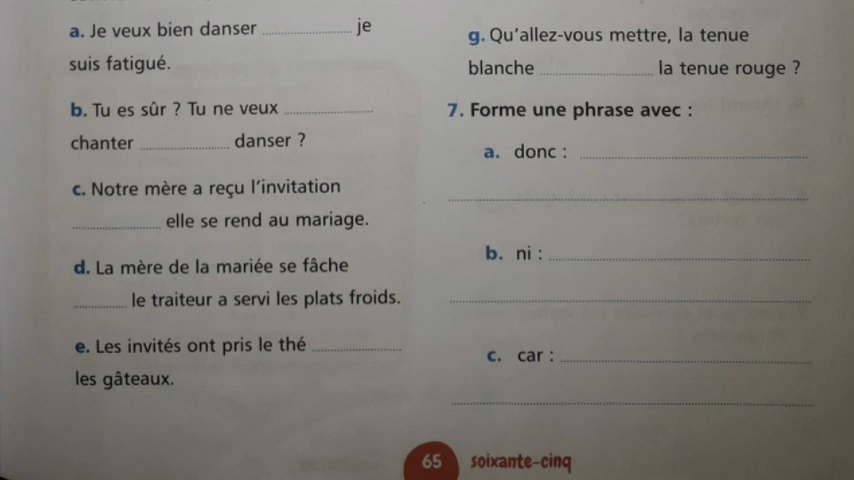 a. Je veux bien danser ................ je
suis fatigué.
b. Tu es sûr ? Tu ne veux ................
chanter ................ danser ?
c. Notre mère a reçu l'invitation
................ elle se rend au mariage.
d. La mère de la mariée se fâche
............ le traiteur a servi les plats froids.
e. Les invités ont pris le thé ................
les gâteaux.
g. Qu'allez-vous mettre, la tenue
blanche ................ la tenue rouge ?
7. Forme une phrase avec :
a. donc : ................
b. ni : ................
c. car : ................
65 soixante-cinq